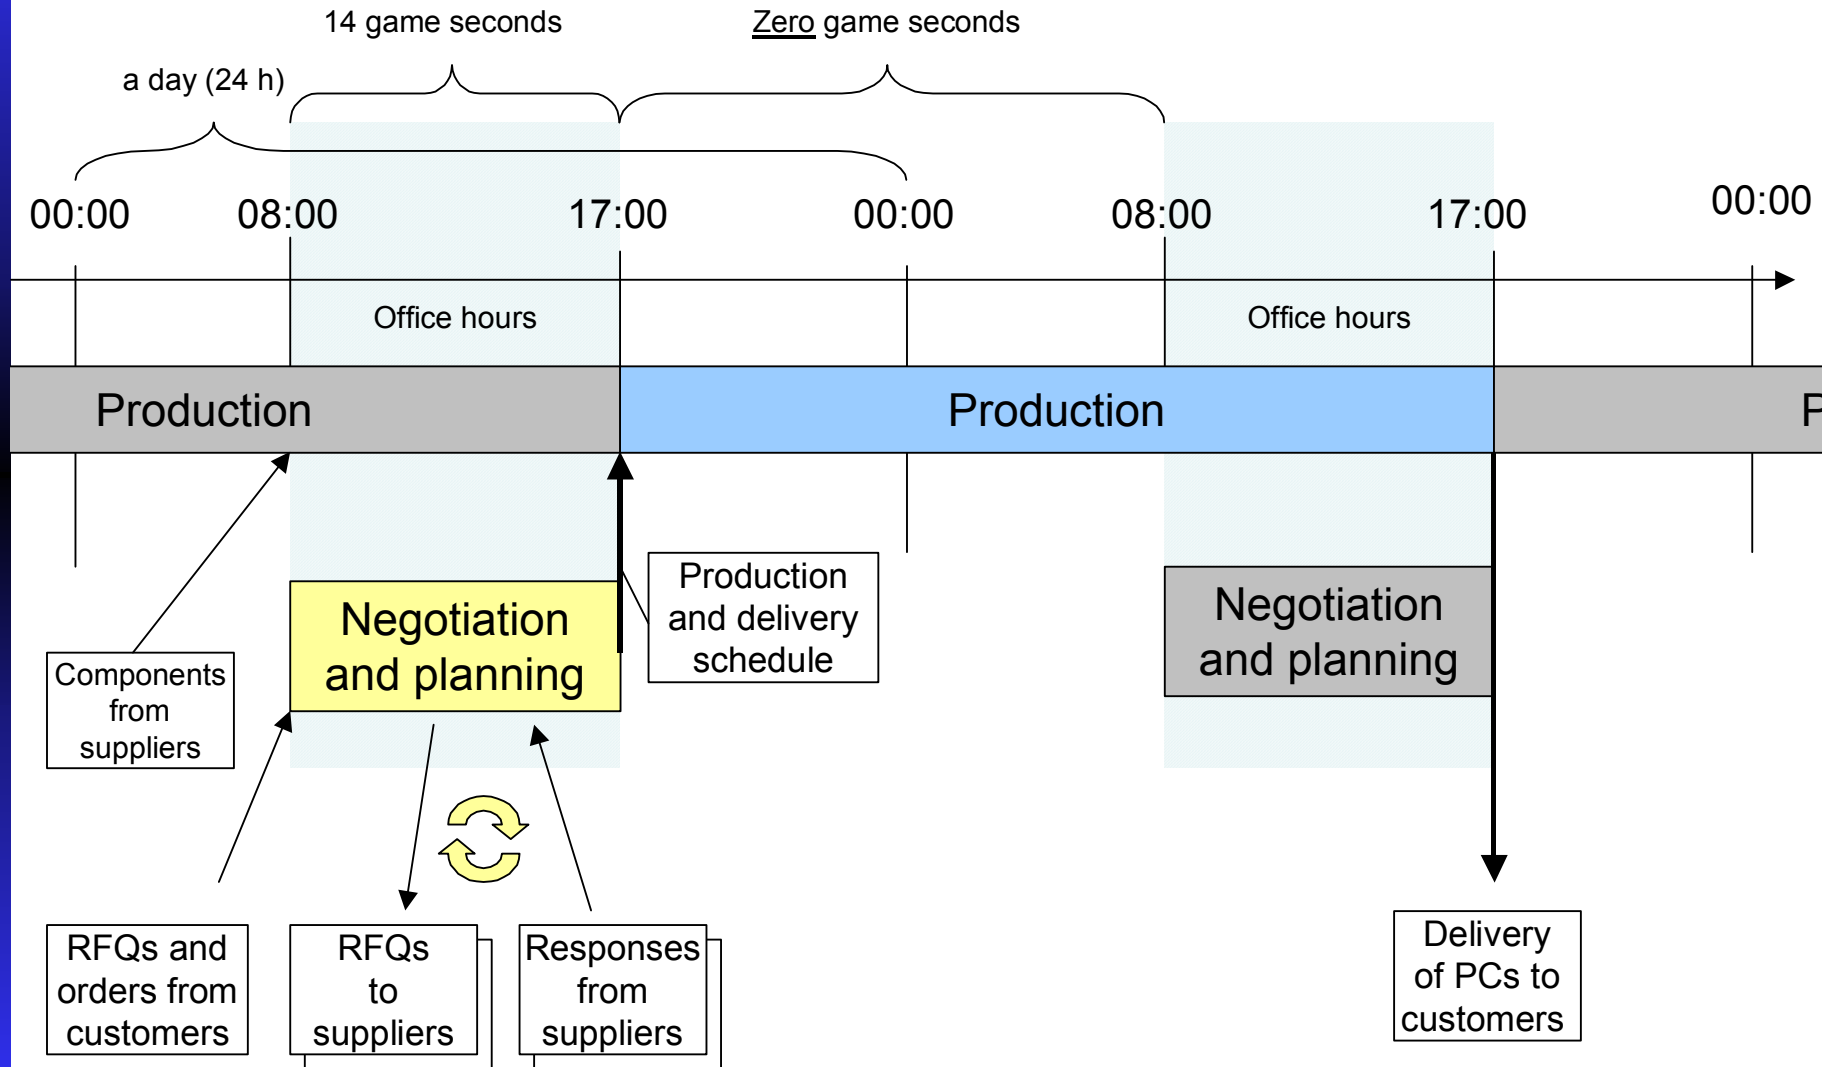 14 game seconds
Zero game seconds
a day (24 h)
00:00 08:00 17:00 00:00 08:00 17:00 00:00
Office hours
Office hours
Production
Production
P
Negotiation
and planning
Production
and delivery
schedule
Negotiation
and planning
Components
from
suppliers
RFQs and
orders from
customers
RFQs
to
suppliers
Responses
from
suppliers
Delivery
of PCs to
customers